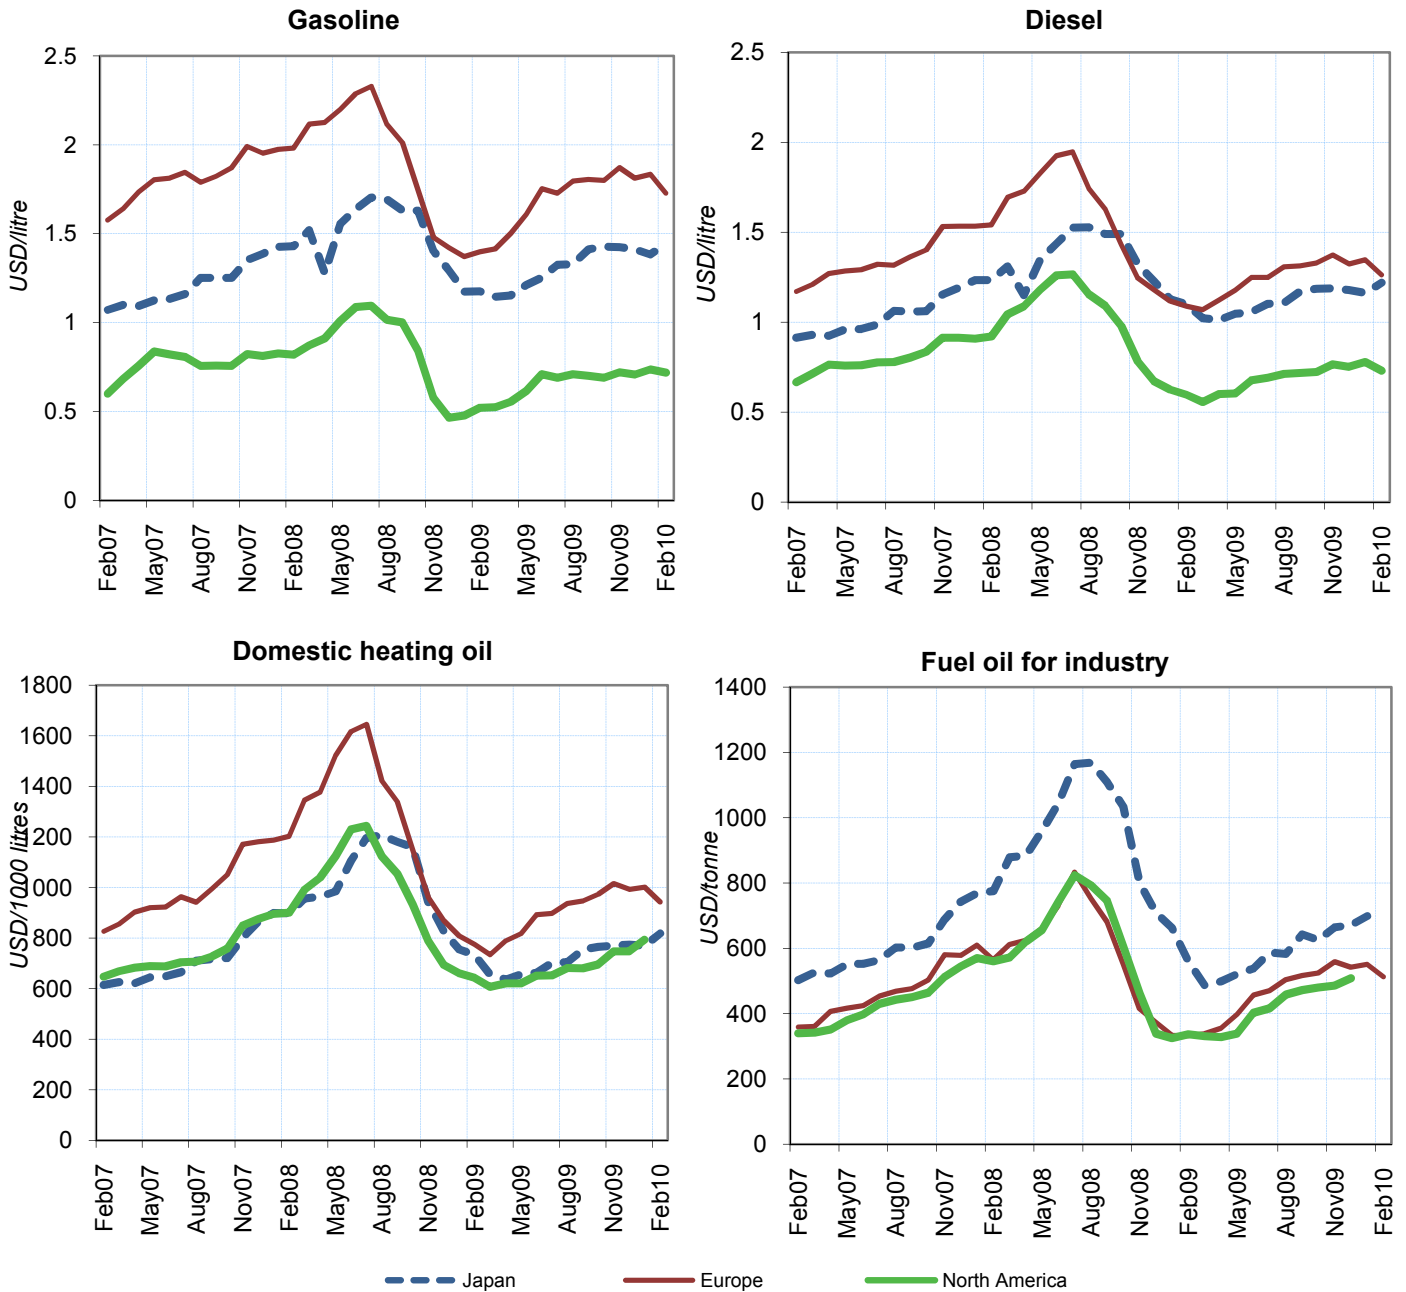 Gasoline
2.5
2
1.5
1
0.5
0
USD/litre
Feb07 May07 Aug07 Nov07 Feb08 May08 Aug08 Nov08 Feb09 May09 Aug09 Nov09 Feb10
Diesel
2.5
2
1.5
1
0.5
0
USD/litre
Feb07 May07 Aug07 Nov07 Feb08 May08 Aug08 Nov08 Feb09 May09 Aug09 Nov09 Feb10
Domestic heating oil
1800
1600
1400
1200
1000
800
600
400
200
0
USD/1000 litres
Feb07 May07 Aug07 Nov07 Feb08 May08 Aug08 Nov08 Feb09 May09 Aug09 Nov09 Feb10
Fuel oil for industry
1400
1200
1000
800
600
400
200
0
USD/tonne
Feb07 May07 Aug07 Nov07 Feb08 May08 Aug08 Nov08 Feb09 May09 Aug09 Nov09 Feb10
Japan Europe North America